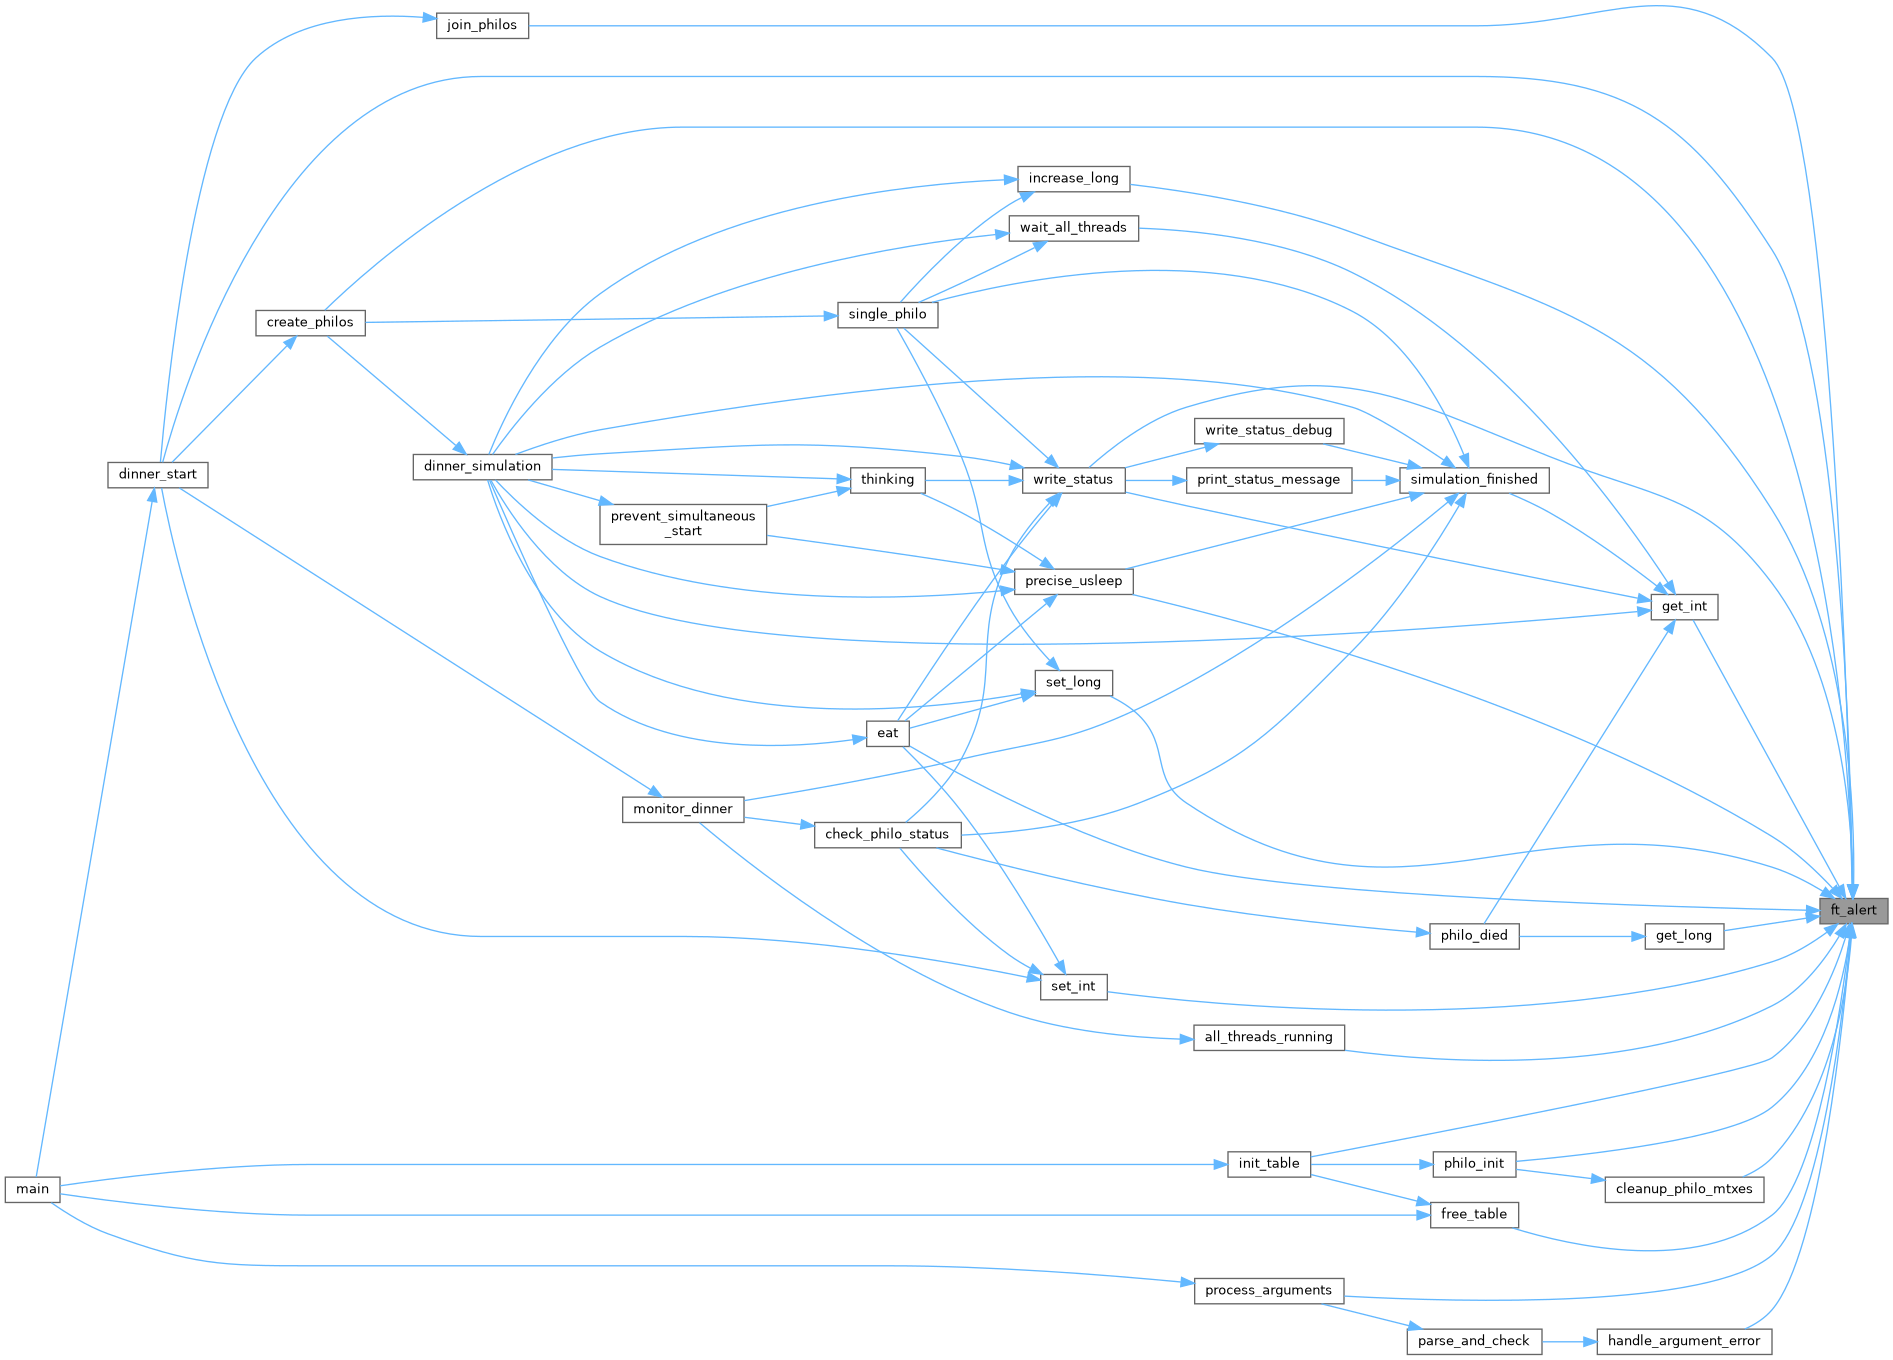 join_philos
increase_long
wait_all_threads
single_philo
create_philos
write_status_debug
dinner_simulation
dinner_start
thinking
write_status
print_status_message
simulation_finished
prevent_simultaneous
_start
precise_usleep
get_int
set_long
eat
monitor_dinner
check_philo_status
ft_alert
philo_died
get_long
set_int
all_threads_running
init_table
philo_init
main
cleanup_philo_mtxes
free_table
process_arguments
parse_and_check
handle_argument_error